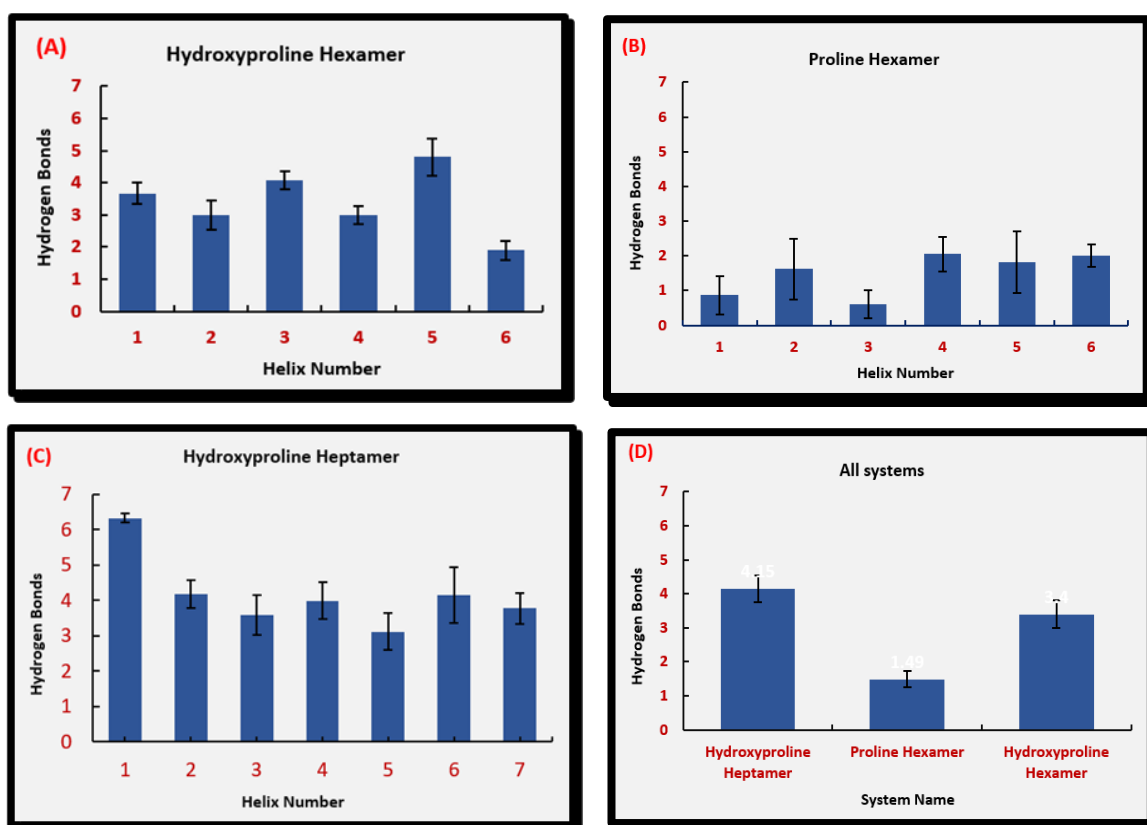 (A)
Hydroxyproline Hexamer
Hydrogen Bonds
7
6
5
4
3
2
1
0
1 2 3 4 5 6
Helix Number
(B)
Proline Hexamer
Hydrogen Bonds
7
6
5
4
3
2
1
0
1 2 3 4 5 6
Helix Number
(C)
Hydroxyproline Heptamer
Hydrogen Bonds
7
6
5
4
3
2
1
0
1 2 3 4 5 6 7
Helix Number
(D)
All systems
Hydrogen Bonds
7
6
5
4
3
2
1
0
4.15
1.49
3.4
Hydroxyproline
Heptamer
Proline Hexamer
Hydroxyproline
Hexamer
System Name